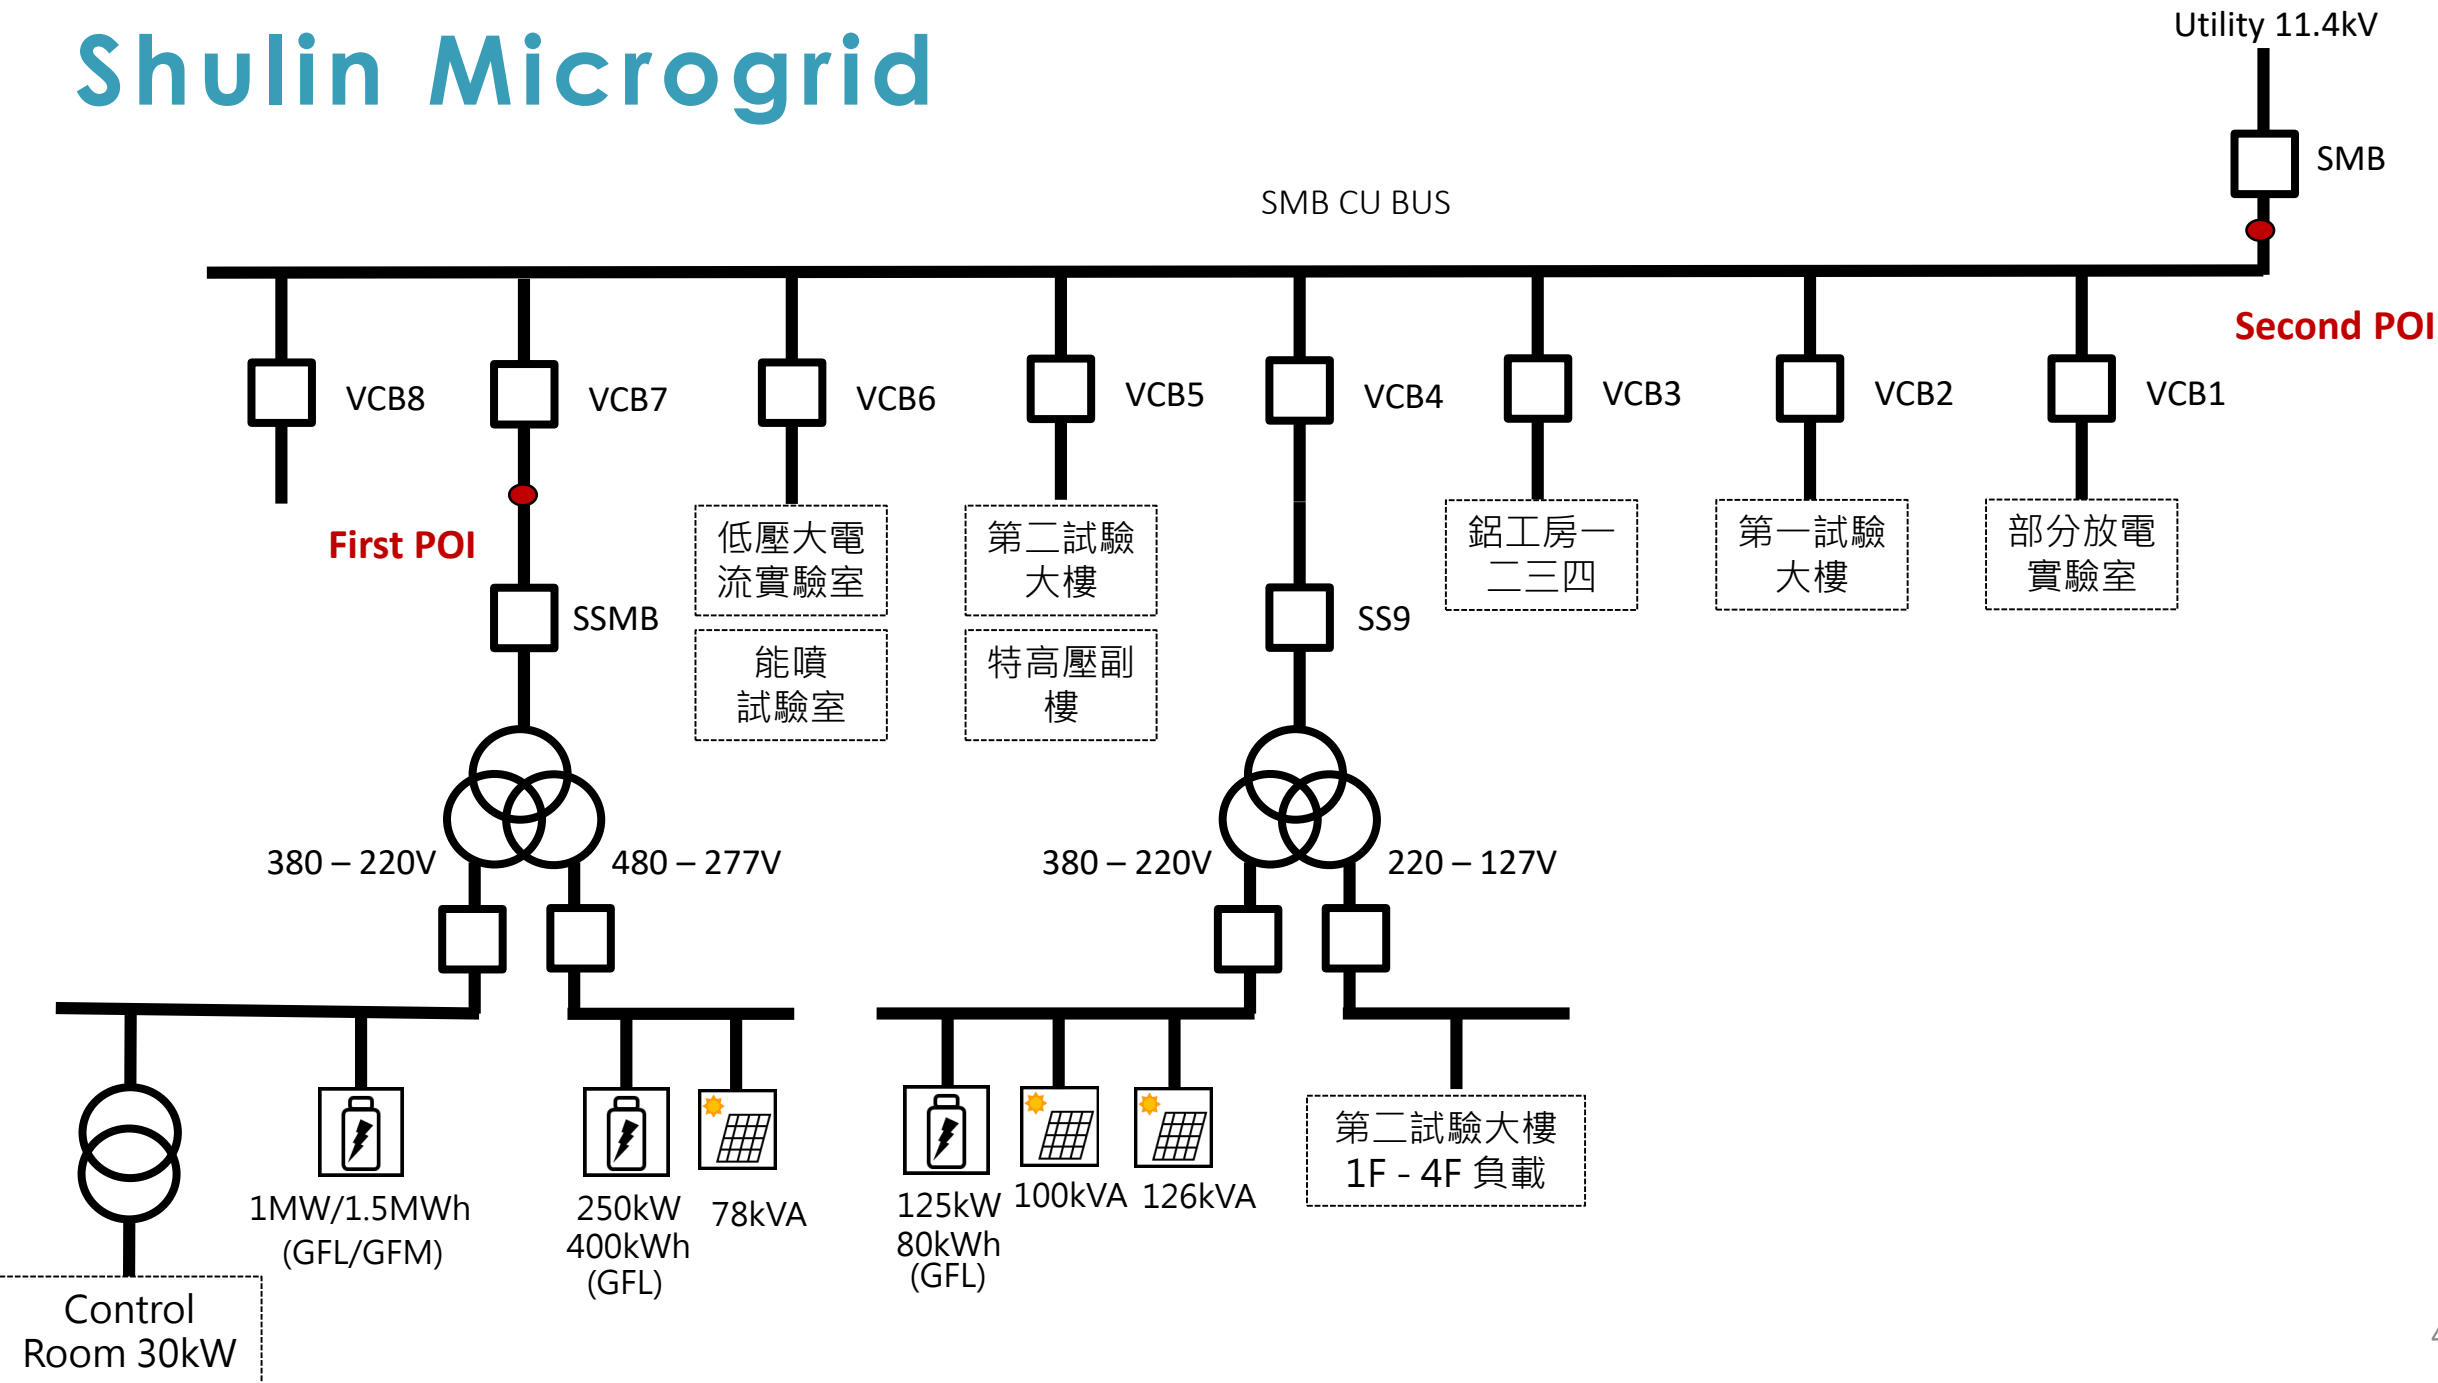 Shulin Microgrid
Utility 11.4kV
SMB
SMB CU BUS
Second POI
VCB8
VCB7
VCB6
VCB5
VCB4
VCB3
VCB2
VCB1
First POI
低壓大電
流實驗室
第二試驗
大樓
鋁工房一
二三四
第一試驗
大樓
部分放電
實驗室
SSMB
能噴
試驗室
特高壓副
樓
SS9
380 – 220V
480 – 277V
380 – 220V
220 – 127V
1MW/1.5MWh
(GFL/GFM)
250kW
400kWh
(GFL)
78kVA
125kW
80kWh
(GFL)
100kVA
126kVA
第二試驗大樓
1F - 4F 負載
Control
Room 30kW